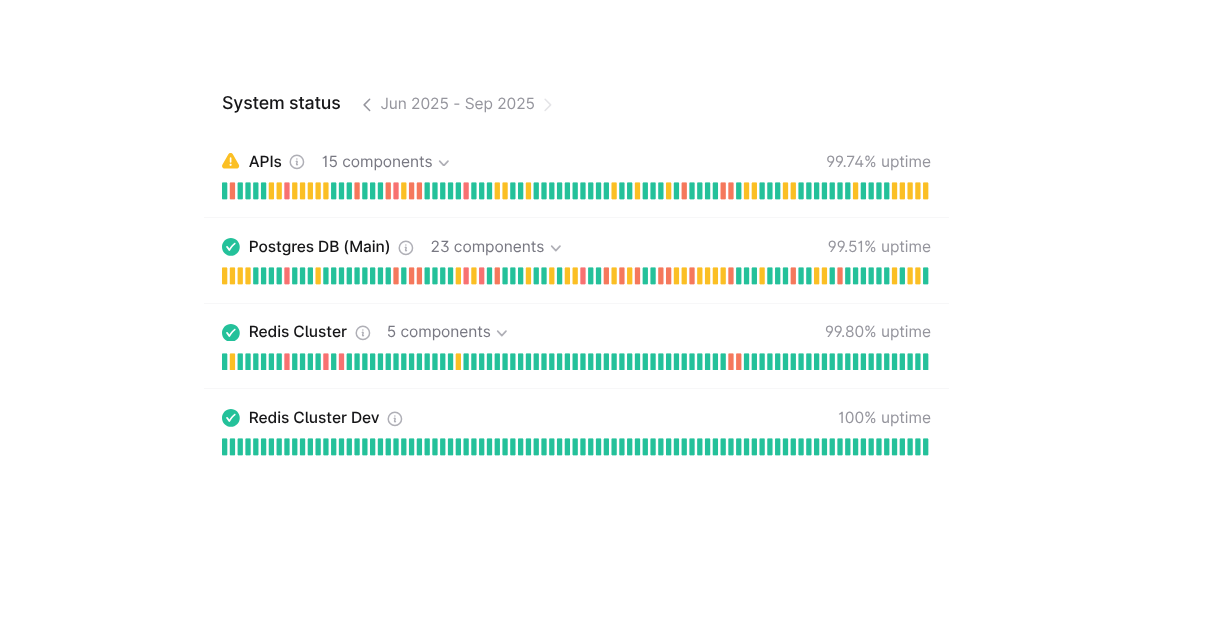 System status Jun 2025 - Sep 2025
APIs 15 components 99.74% uptime
Postgres DB (Main) 23 components 99.51% uptime
Redis Cluster 5 components 99.80% uptime
Redis Cluster Dev 100% uptime